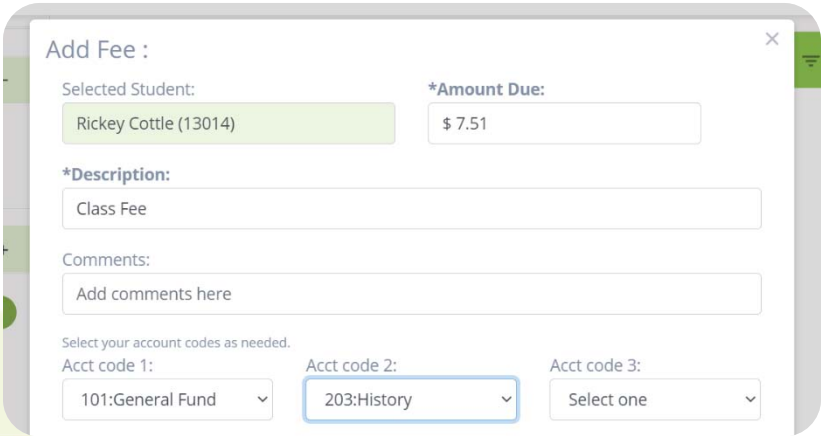 Add Fee :
Selected Student:
*Amount Due:
Rickey Cottle (13014)
$ 7.51
*Description:
Class Fee
Comments:
Add comments here
Select your account codes as needed.
Acct code 1:
Acct code 2:
Acct code 3:
101:General Fund
203:History
Select one